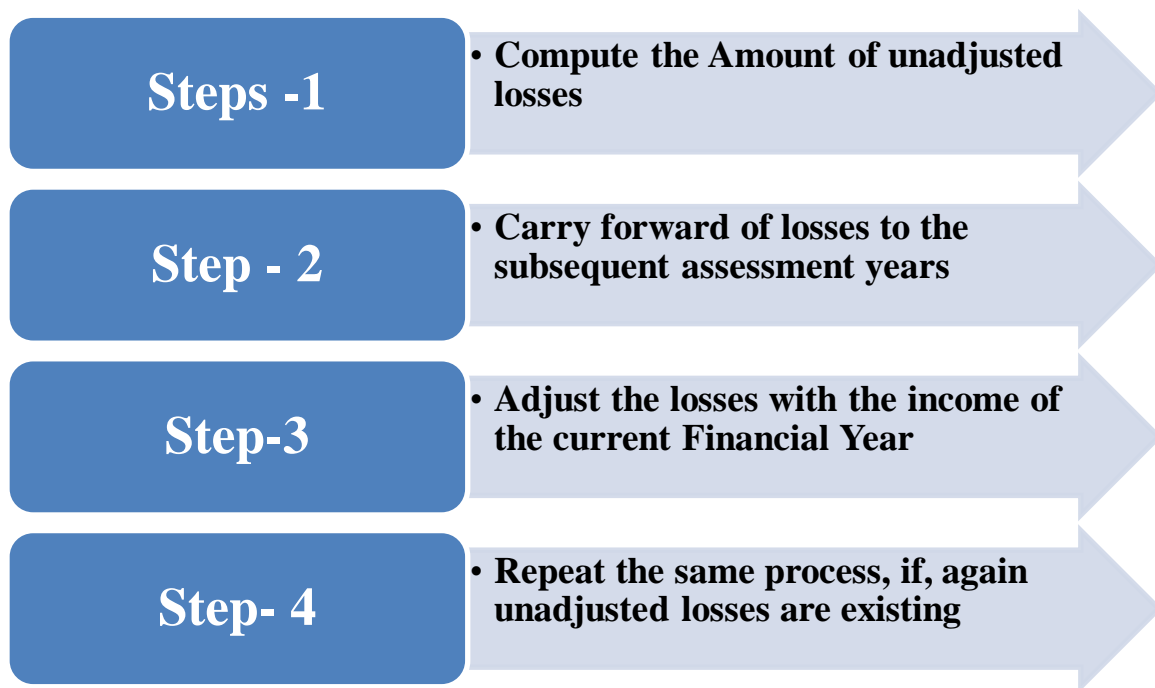 Steps -1
• Compute the Amount of unadjusted
losses
Step - 2
• Carry forward of losses to the
subsequent assessment years
Step-3
• Adjust the losses with the income of
the current Financial Year
Step- 4
• Repeat the same process, if, again
unadjusted losses are existing